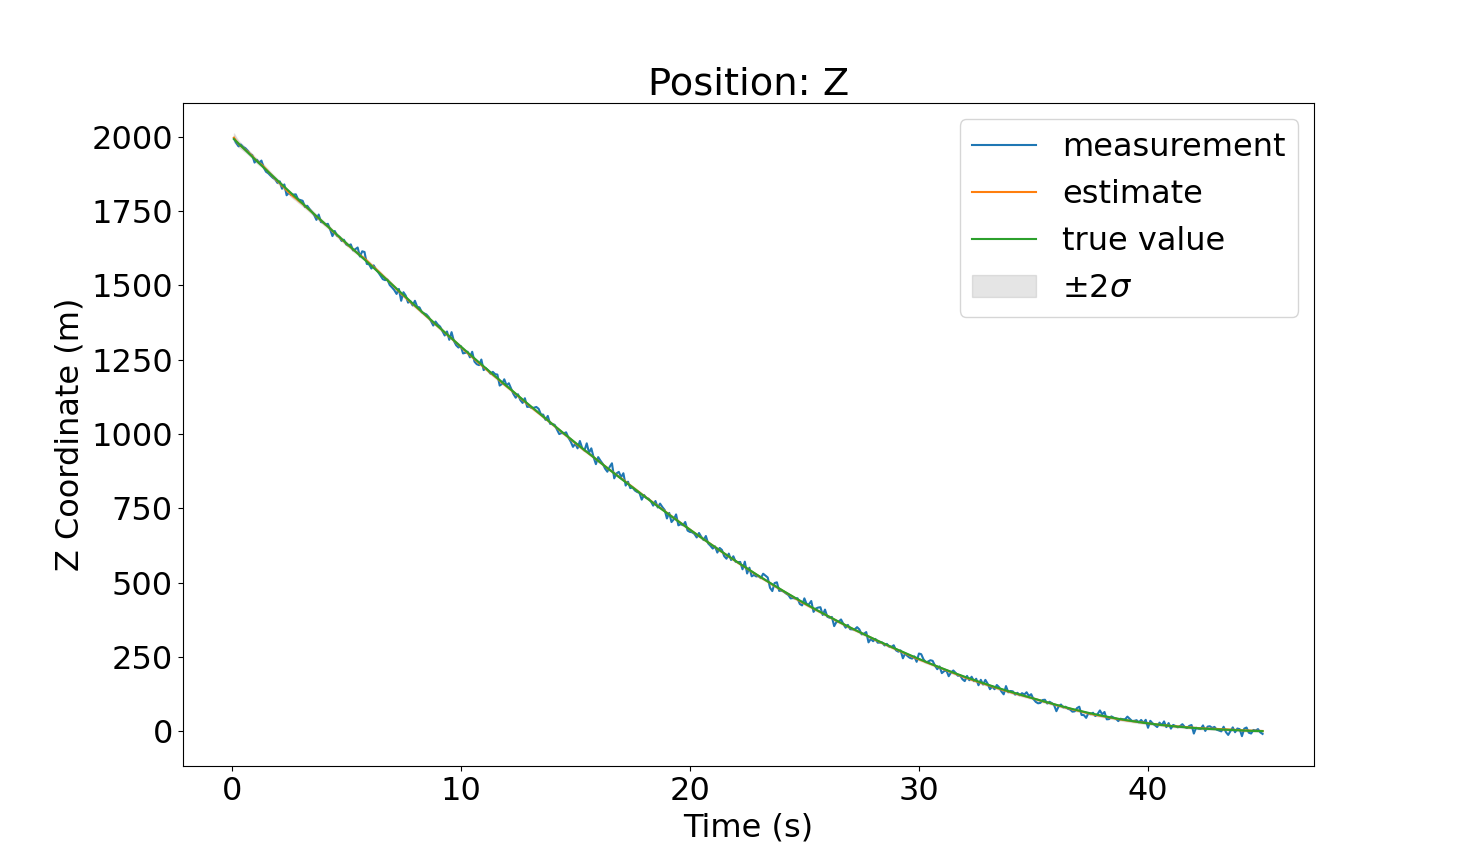 Position: Z
measurement
estimate
true value
±2σ
Z Coordinate (m)
2000
1750
1500
1250
1000
750
500
250
0
0 10 20 30 40
Time (s)